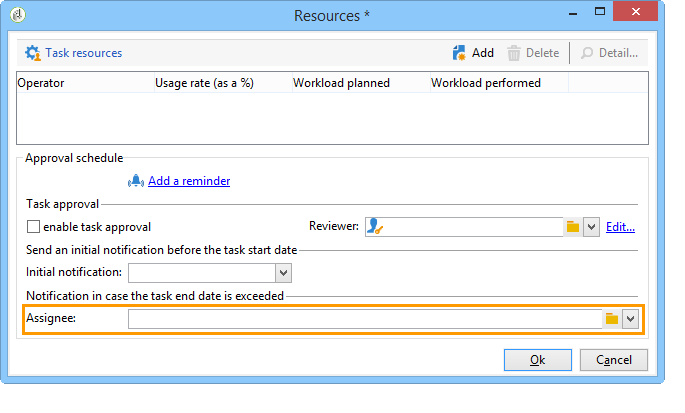 Resources *
Task resources Add Delete Detail...
Operator Usage rate (as a %) Workload planned Workload performed
Approval schedule
Add a reminder
Task approval
enable task approval Reviewer: Edit...
Send an initial notification before the task start date
Initial notification:
Notification in case the task end date is exceeded
Assignee:
Ok Cancel